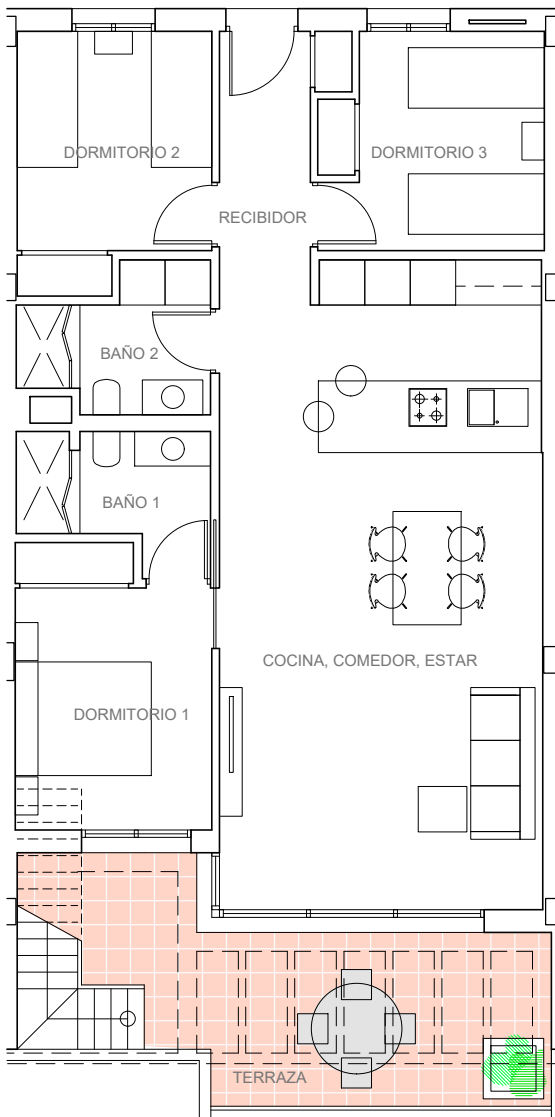 DORMITORIO 2
DORMITORIO 3
RECIBIDOR
BAÑO 2
BAÑO 1
COCINA, COMEDOR, ESTAR
DORMITORIO 1
TERRAZA